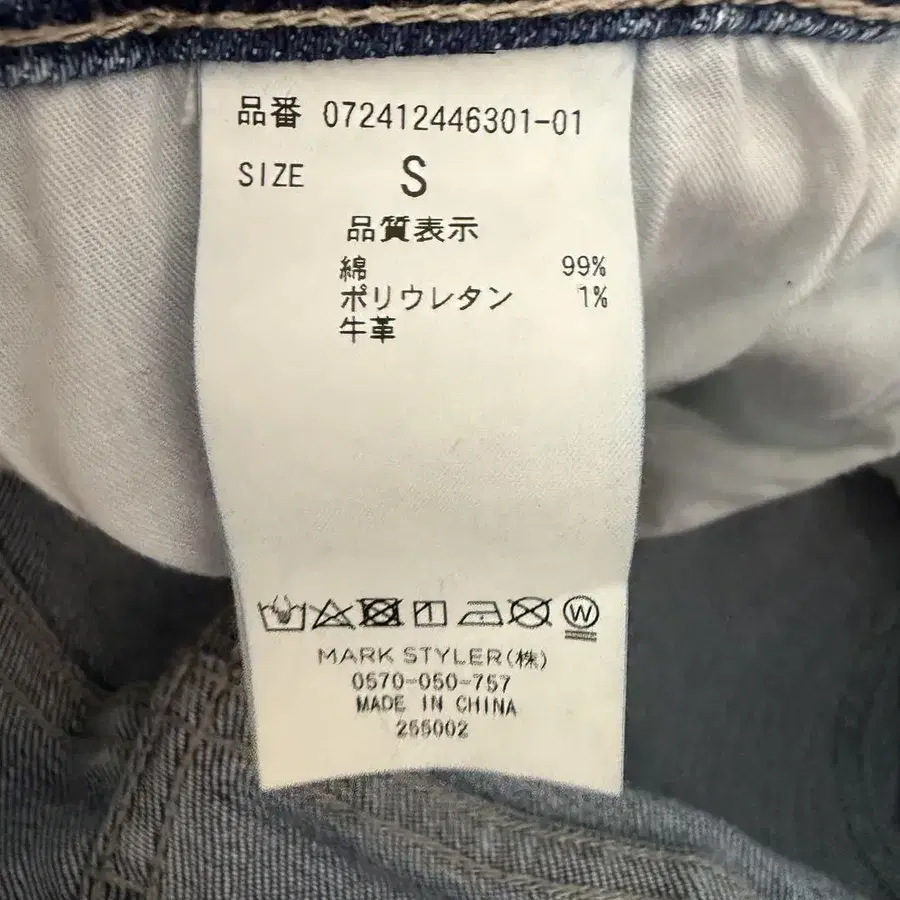 品番 072412446301-01
SIZE S
品質表示
綿 99%
ポリウレタン 1%
牛革
W
MARK STYLER(株)
0570-050-757
MADE IN CHINA
255002